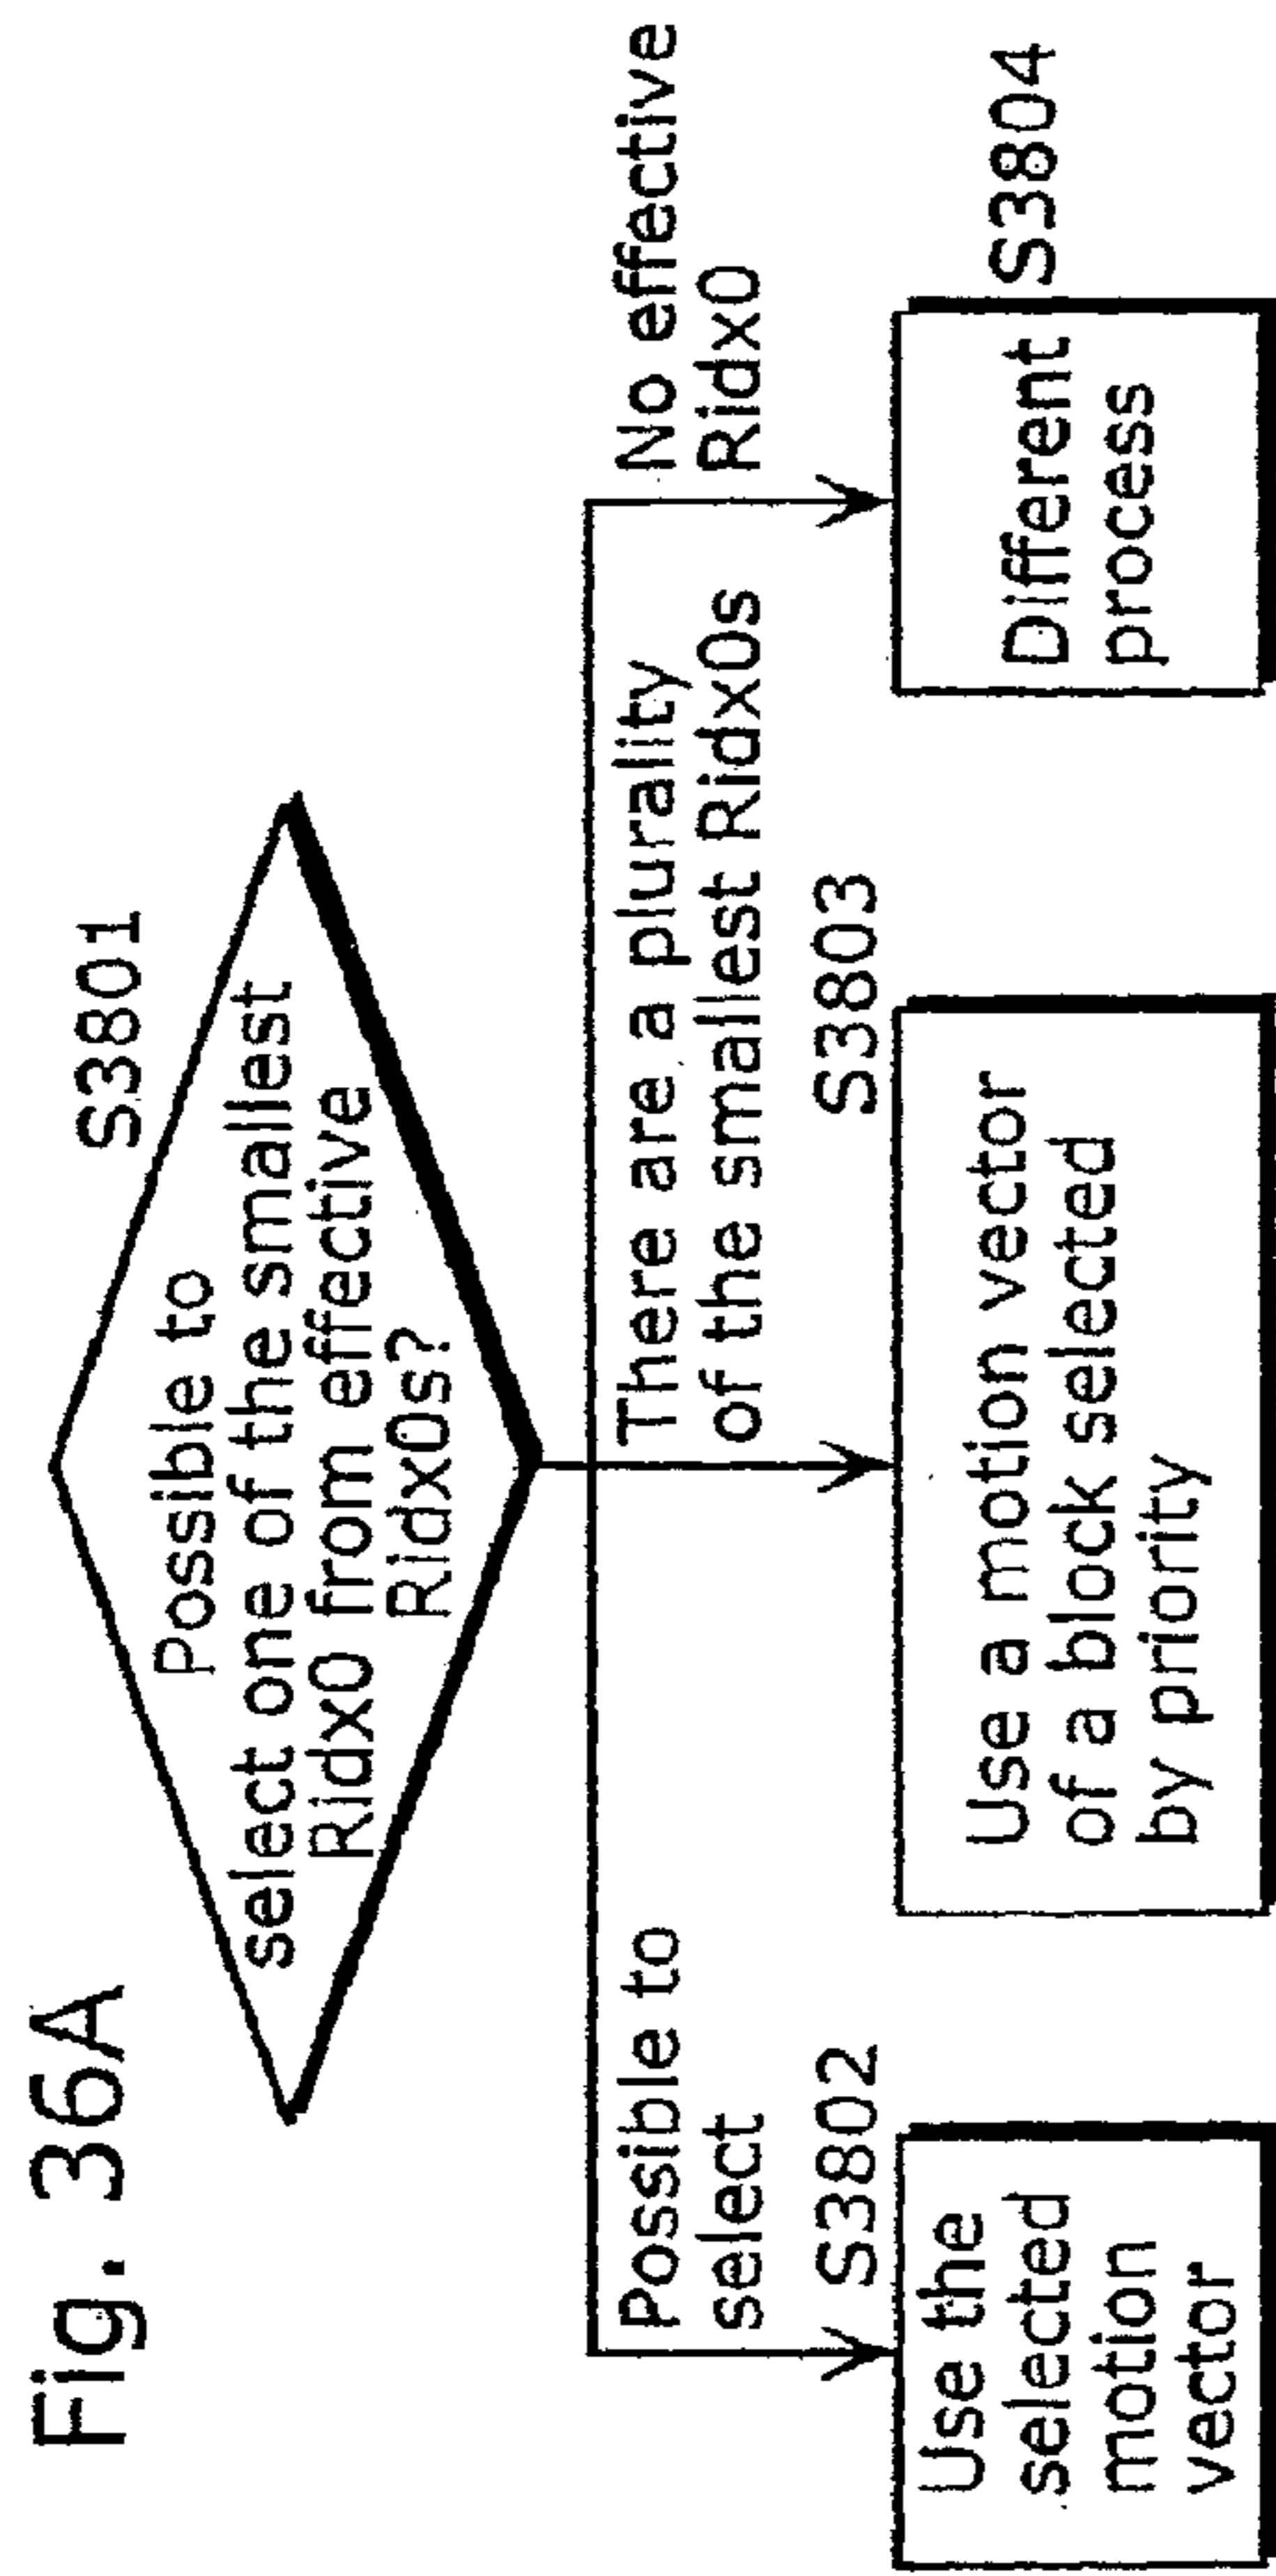 Fig. 36A
S3801
Possible to
select one of the smallest
Ridx0 from effective
Ridx0s?
Possible to
select
There are a plurality
of the smallest Ridx0s
No effective
Ridx0
S3802
Use the
selected
motion
vector
S3803
Use a motion vector
of a block selected
by priority
S3804
Different
process